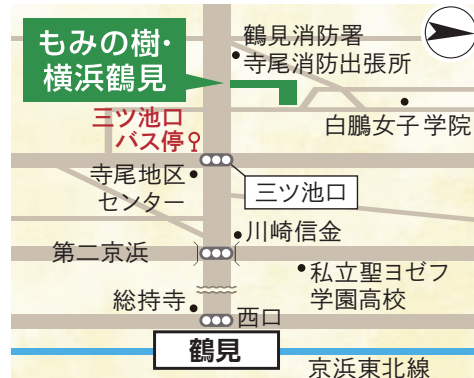 もみの樹・
横浜鶴見
鶴見消防署
寺尾消防出張所
白鵬女子学院
三ツ池口
バス停
寺尾地区
センター
三ツ池口
川崎信金
第二京浜
私立聖ヨゼフ
学園高校
総持寺
西口
鶴見
京浜東北線